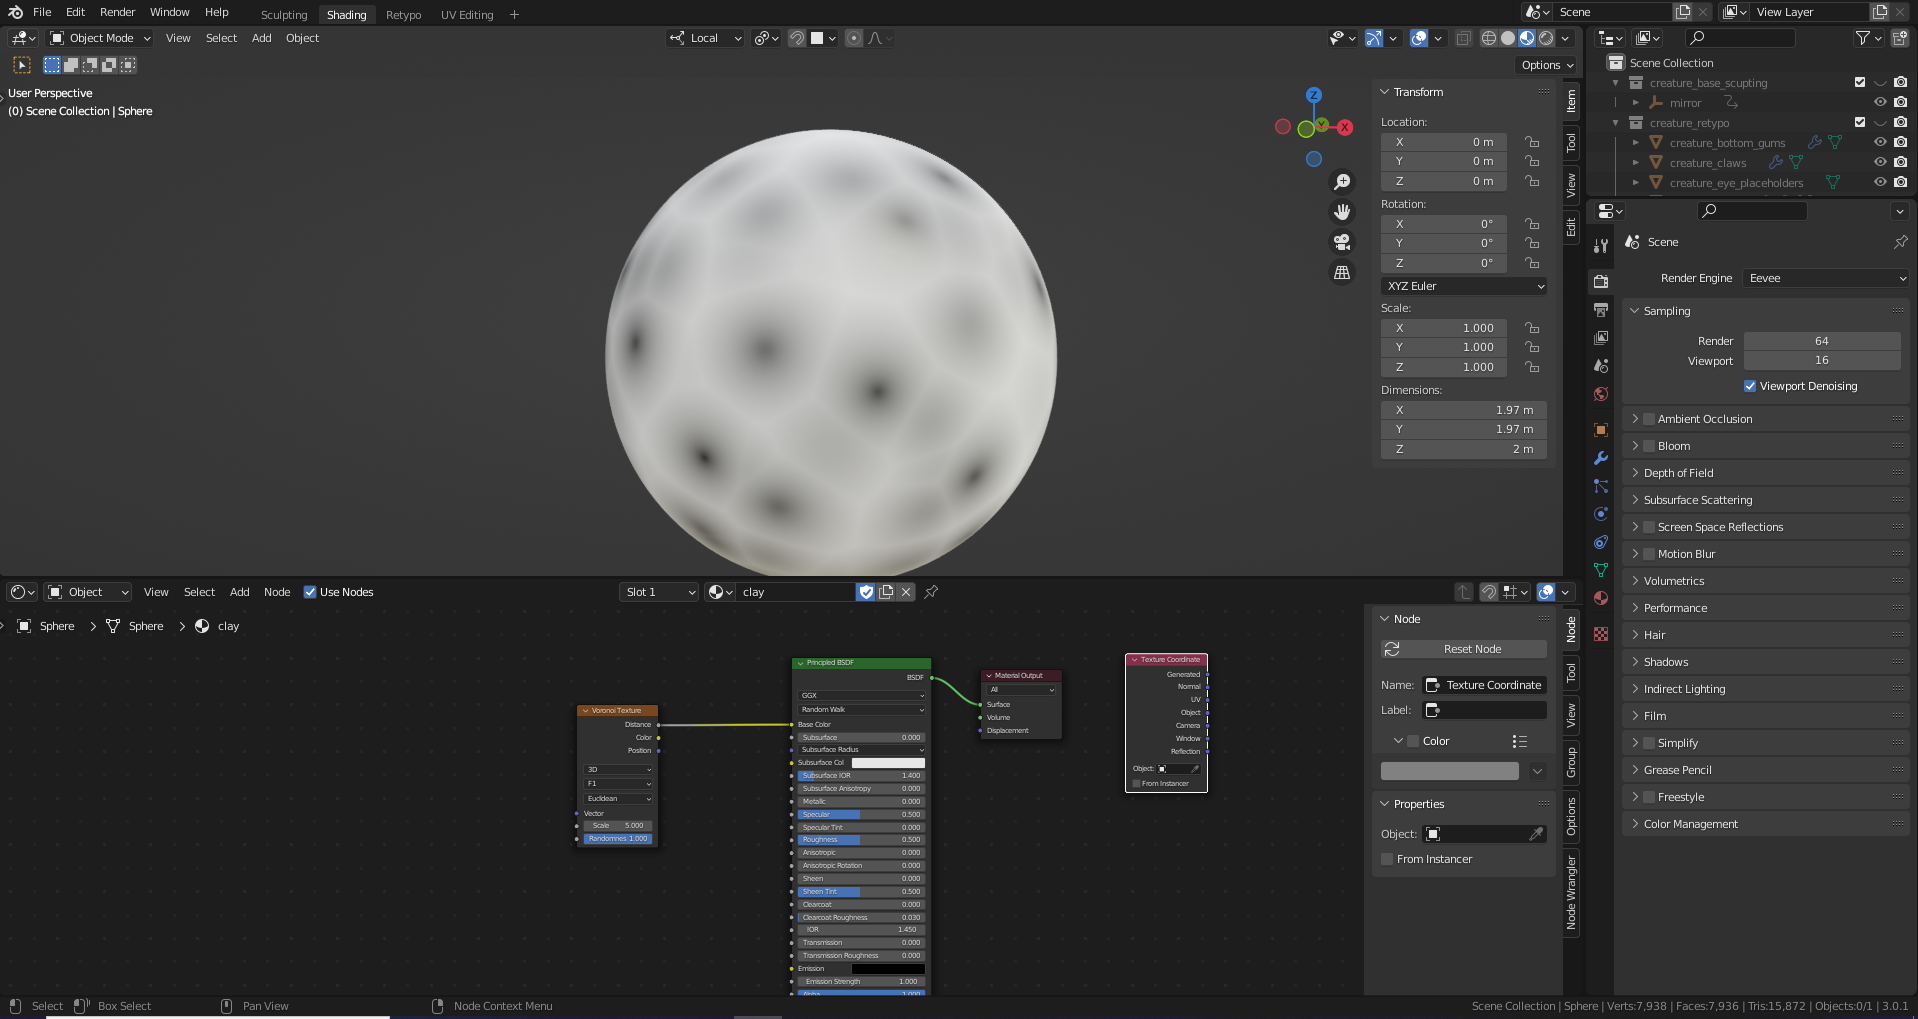 File Edit Render Window Help Sculpting Shading Retypo UV Editing + Scene View Layer
Object Mode View Select Add Object Local
Options
User Perspective
(0) Scene Collection | Sphere
Z
Y
X
Transform
Location:
X 0 m
Y 0 m
Z 0 m
Rotation:
X 0°
Y 0°
Z 0°
XYZ Euler
Scale:
X 1.000
Y 1.000
Z 1.000
Dimensions:
X 1.97 m
Y 1.97 m
Z 2 m
Item
Tool
View
Edit
Scene Collection
creature_base_scupting
mirror
creature_retypo
creature_bottom_gums
creature_claws
creature_eye_placeholders
Scene
Render Engine Eevee
Sampling
Render 64
Viewport 16
Viewport Denoising
Ambient Occlusion
Bloom
Depth of Field
Subsurface Scattering
Screen Space Reflections
Motion Blur
Volumetrics
Performance
Hair
Shadows
Indirect Lighting
Film
Simplify
Grease Pencil
Freestyle
Color Management
Object View Select Add Node Use Nodes Slot 1 clay
Sphere > Sphere > clay
Voronoi Texture
Distance
Color
Position
3D
F1
Euclidean
Vector
Scale 5.000
Randomnes 1.000
Principled BSDF
BSDF
GGX
Random Walk
Base Color
Subsurface 0.000
Subsurface Radius
Subsurface Col
Subsurface IOR 1.400
Subsurface Anisotropy 0.000
Metallic 0.000
Specular 0.500
Specular Tint 0.000
Roughness 0.500
Anisotropic 0.000
Anisotropic Rotation 0.000
Sheen 0.000
Sheen Tint 0.500
Clearcoat 0.000
Clearcoat Roughness 0.030
IOR 1.450
Transmission 0.000
Transmission Roughness 0.000
Emission
Emission Strength 1.000
Alpha 1.000
Material Output
All
Surface
Volume
Displacement
Texture Coordinate
Generated
Normal
UV
Object
Camera
Window
Reflection
Object:
From Instancer
Node
Reset Node
Name: Texture Coordinate
Label:
Color
Properties
Object:
From Instancer
Node
Tool
View
Group
Options
Node Wrangler
Select Box Select Pan View Node Context Menu Scene Collection | Sphere | Verts:7,938 | Faces:7,936 | Tris:15,872 | Objects:0/1 | 3.0.1